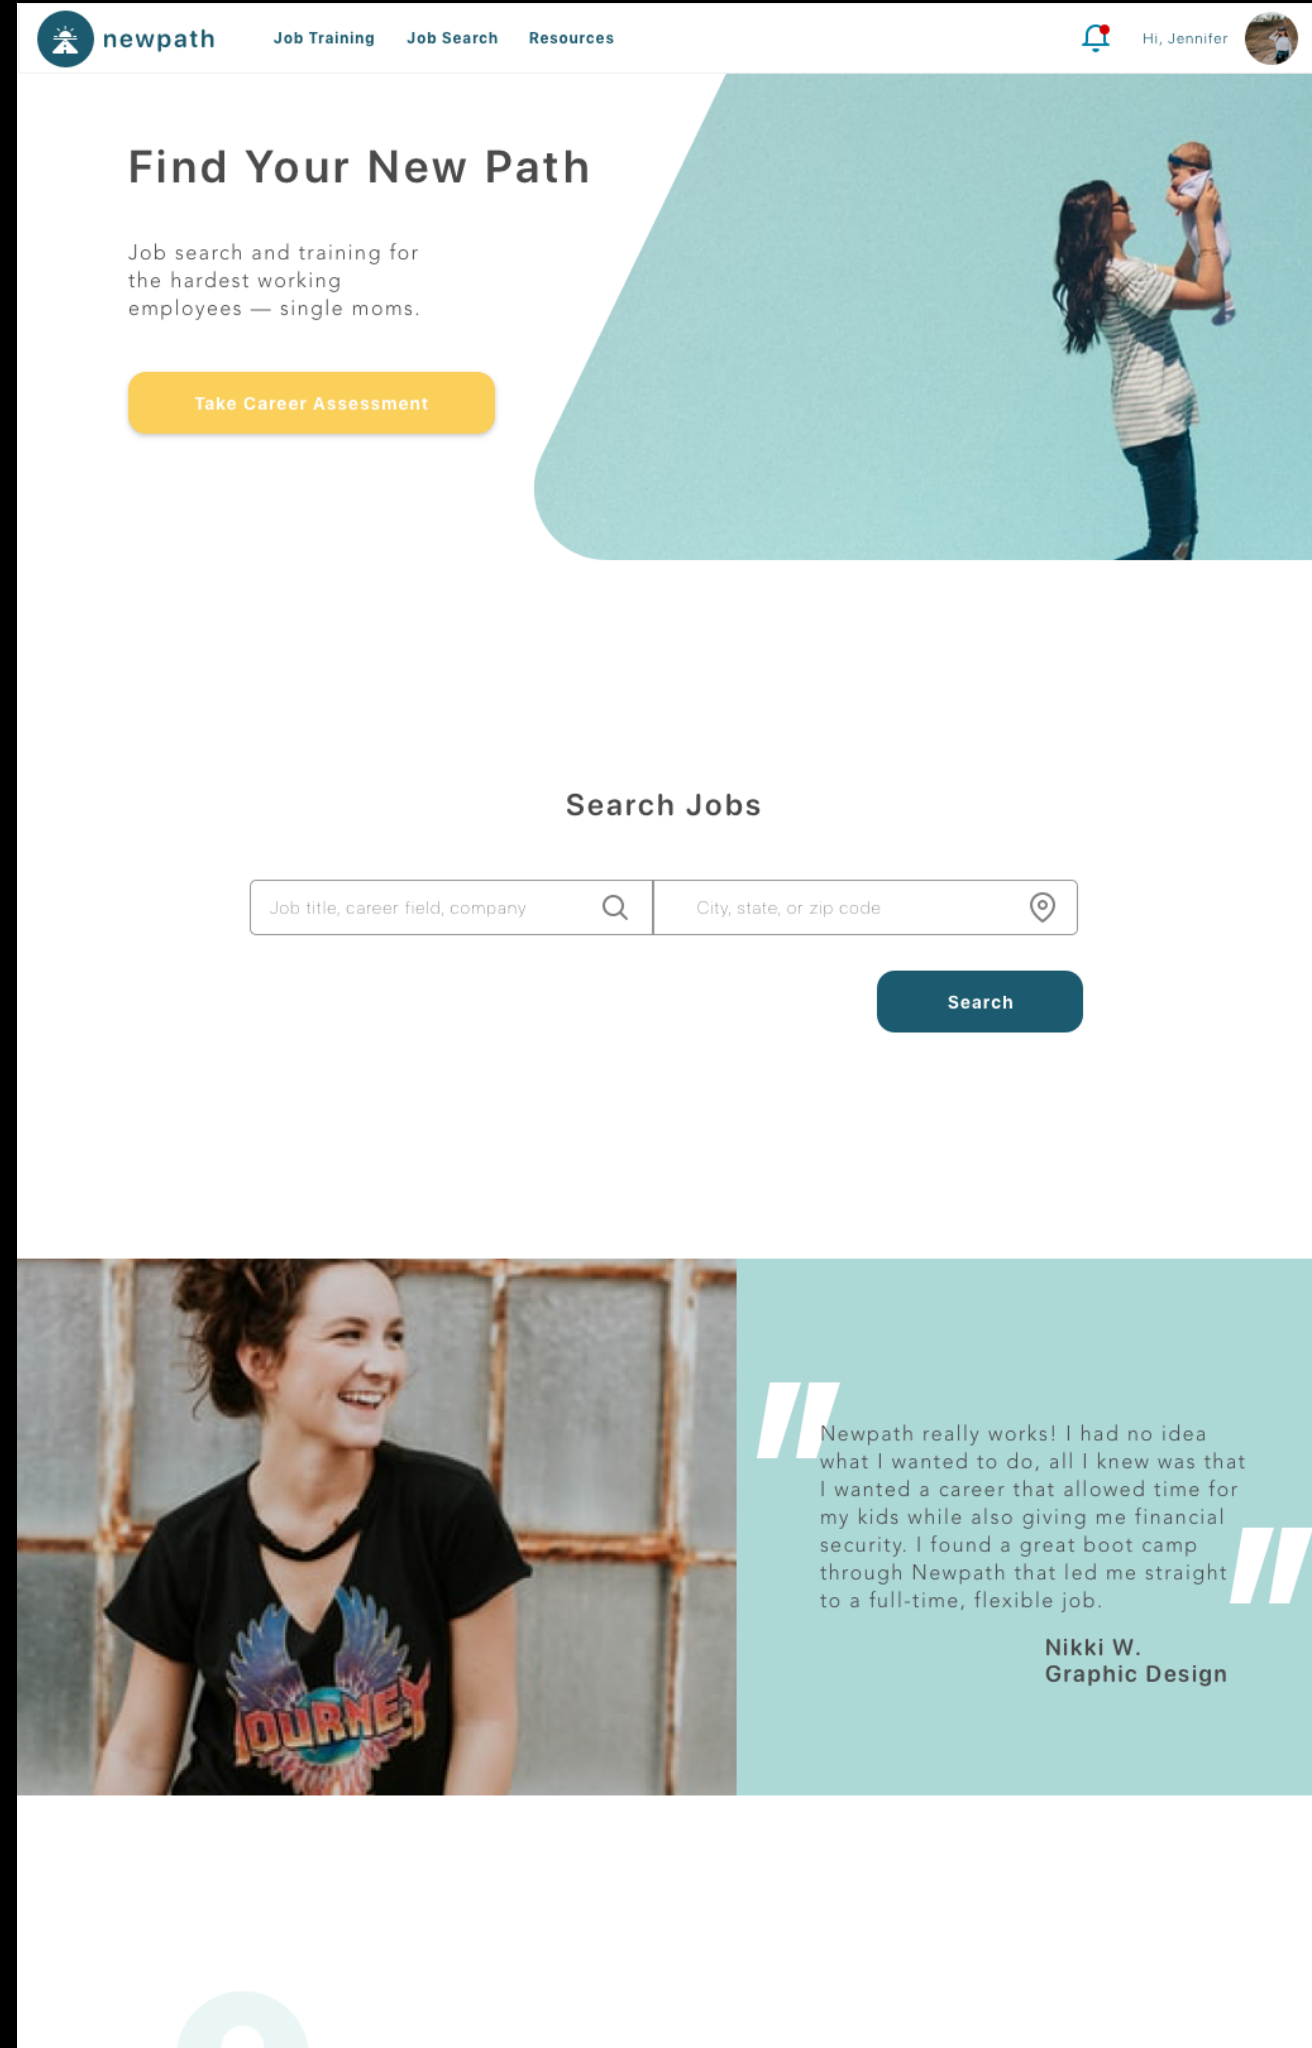 newpath
Job Training
Job Search
Resources
Hi, Jennifer
Find Your New Path
Job search and training for
the hardest working
employees — single moms.
Take Career Assessment
Search Jobs
Job title, career field, company
City, state, or zip code
Search
"
Newpath really works! I had no idea
what I wanted to do, all I knew was that
I wanted a career that allowed time for
my kids while also giving me financial
security. I found a great boot camp
through Newpath that led me straight
to a full-time, flexible job.
"
Nikki W.
Graphic Design
JOURNEY